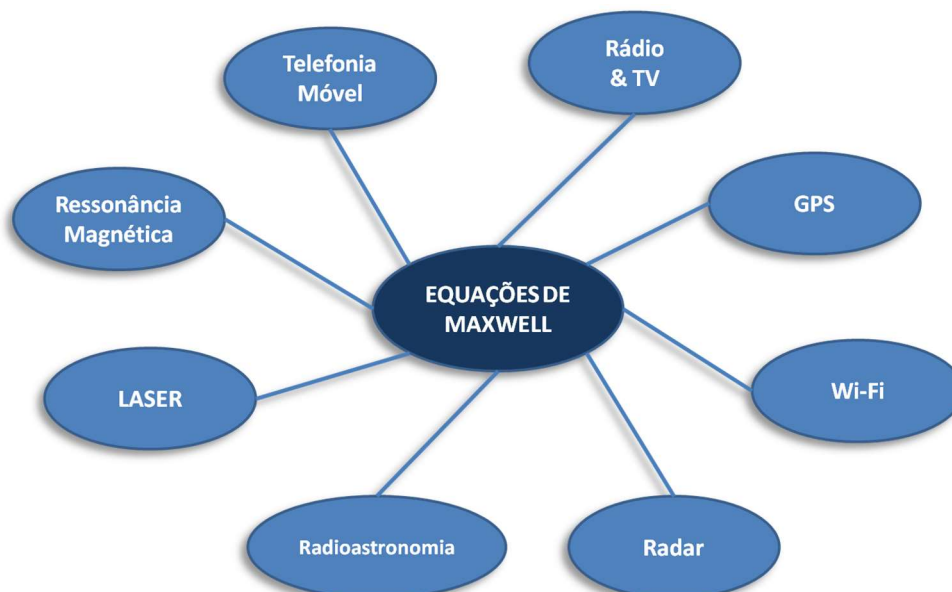 Telefonia
Móvel
Rádio
& TV
Ressonância
Magnética
GPS
EQUAÇÕES DE
MAXWELL
LASER
Wi-Fi
Radioastronomia
Radar